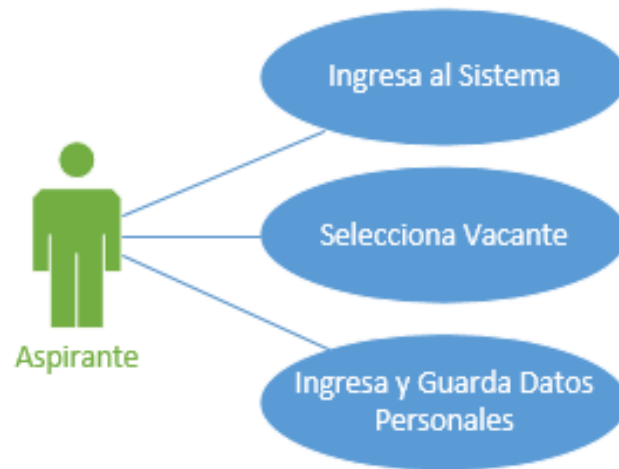 Ingresa al Sistema
Selecciona Vacante
Aspirante
Ingresa y Guarda Datos
Personales